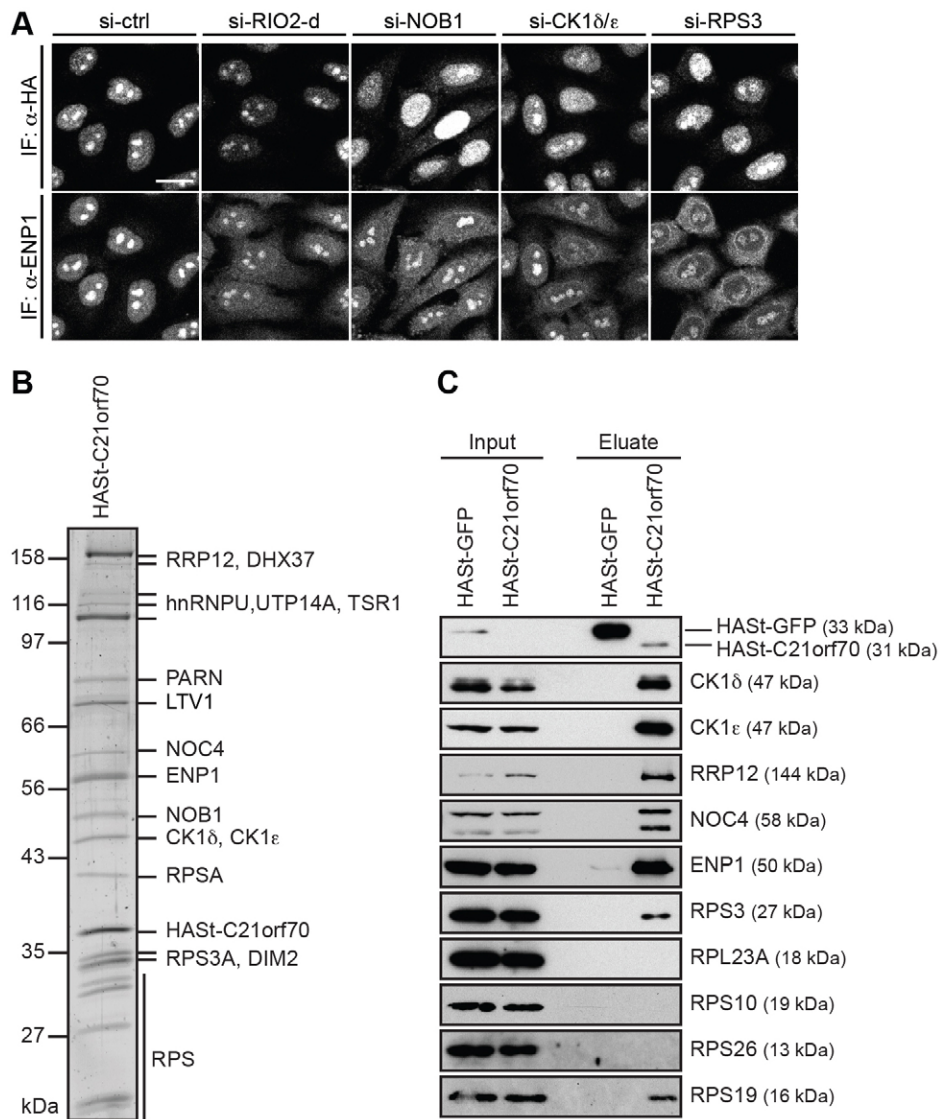 A
si-ctrl si-RIO2-d si-NOB1 si-CK1δ/ε si-RPS3
IF: α-HA
IF: α-ENP1
B
HASt-C21orf70
158
116
97
66
56
43
35
27
kDa
RRP12, DHX37
hnRNPU,UTP14A, TSR1
PARN
LTV1
NOC4
ENP1
NOB1
CK1δ, CK1ε
RPSA
HASt-C21orf70
RPS3A, DIM2
RPS
C
Input Eluate
HASt-GFP HASt-C21orf70 HASt-GFP HASt-C21orf70
HASt-GFP (33 kDa)
HASt-C21orf70 (31 kDa)
CK1δ (47 kDa)
CK1ε (47 kDa)
RRP12 (144 kDa)
NOC4 (58 kDa)
ENP1 (50 kDa)
RPS3 (27 kDa)
RPL23A (18 kDa)
RPS10 (19 kDa)
RPS26 (13 kDa)
RPS19 (16 kDa)